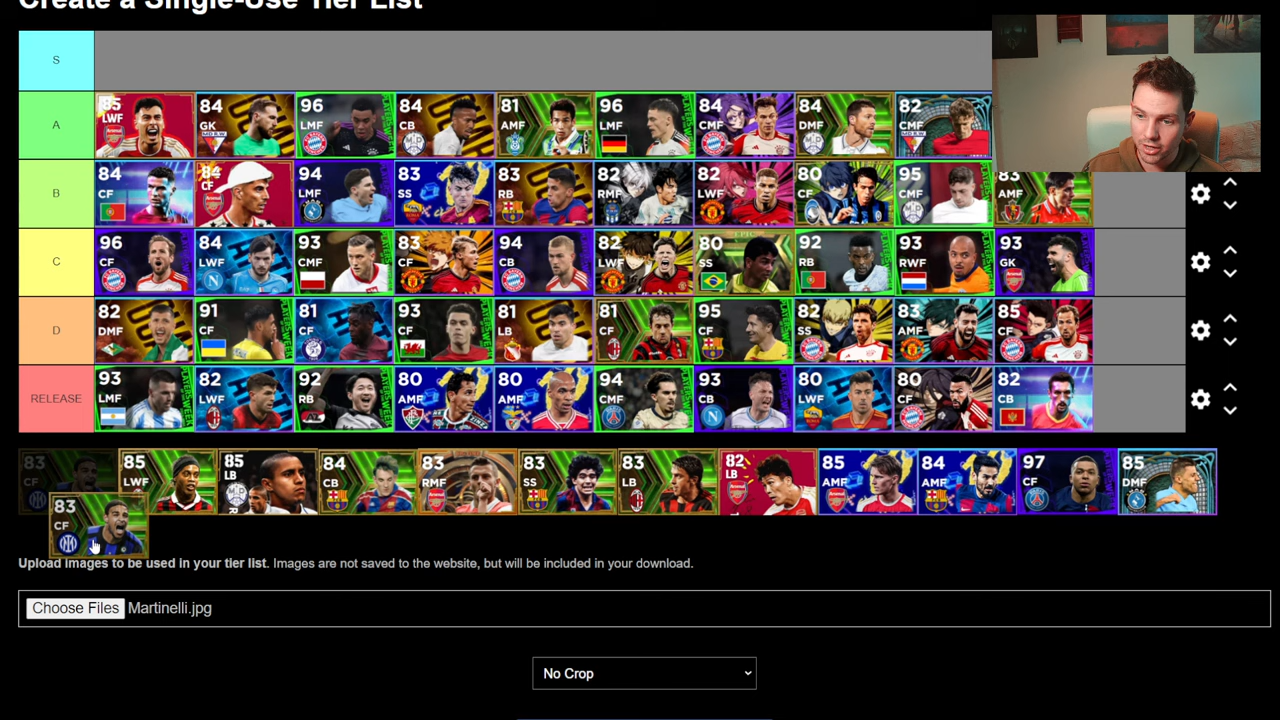 Create a Single-Use Tier List
S
A
85 LWF
84 GK
96 LMF
84 CB
81 AMF
96 LMF
84 CMF
84 DMF
82 CMF
B
84 CF
84 CF
94 LMF
83 SS
83 RB
82 RMF
82 LWF
80 CF
95 CMF
83 AMF
C
96 CF
84 LWF
93 CMF
83 CF
94 CB
82 LWF
80 SS
92 RB
93 RWF
93 GK
D
82 DMF
91 CF
81 CF
93 CF
81 LB
81 CF
95 CF
82 SS
83 AMF
85 CF
RELEASE
93 LMF
82 LWF
92 RB
80 AMF
80 AMF
94 CMF
93 CB
80 LWF
80 CF
82 CB
83 CF
85 LWF
85 LB
84 CB
83 RMF
83 SS
83 LB
82 LB
85 AMF
84 AMF
97 CF
85 DMF
83 CF
Upload images to be used in your tier list. Images are not saved to the website, but will be included in your download.
Choose Files Martinelli.jpg
No Crop